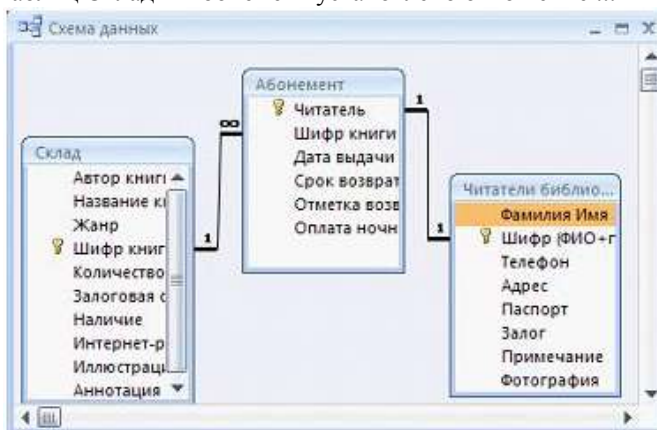 Схема данных
Абонемент
Читатель
Шифр книги
Дата выдачи
Срок возврат
Отметка возв
Оплата ночн
∞
1
1
1
Склад
Автор книги
Название кн
Жанр
Шифр книг
Количество
Залоговая с
Наличие
Интернет-р
Иллюстраци
Аннотация
Читатели библио...
Фамилия Имя
Шифр (ФИО+г
Телефон
Адрес
Паспорт
Залог
Примечание
Фотография